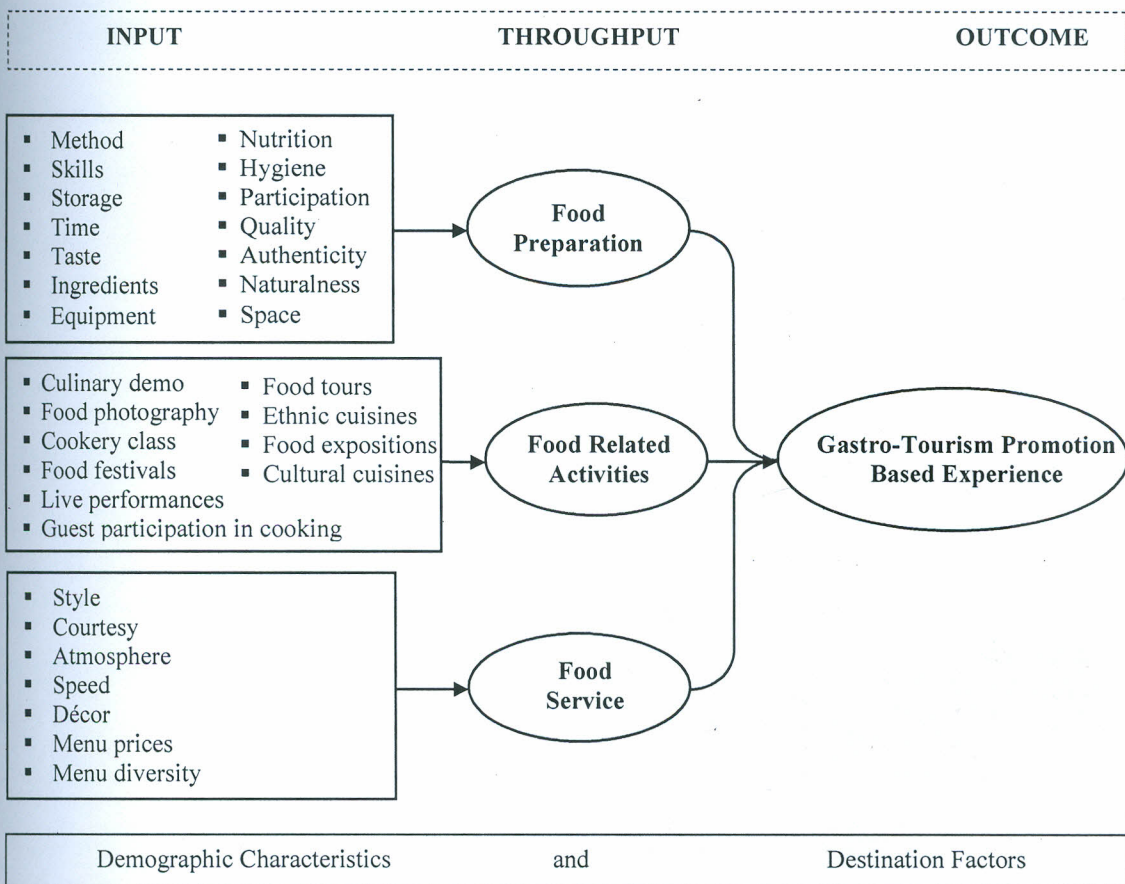 INPUT THROUGHPUT OUTCOME
▪ Method
▪ Skills
▪ Storage
▪ Time
▪ Taste
▪ Ingredients
▪ Equipment
▪ Nutrition
▪ Hygiene
▪ Participation
▪ Quality
▪ Authenticity
▪ Naturalness
▪ Space
Food
Preparation
▪ Culinary demo
▪ Food photography
▪ Cookery class
▪ Food festivals
▪ Live performances
▪ Guest participation in cooking
▪ Food tours
▪ Ethnic cuisines
▪ Food expositions
▪ Cultural cuisines
Food Related
Activities
Gastro-Tourism Promotion
Based Experience
▪ Style
▪ Courtesy
▪ Atmosphere
▪ Speed
▪ Décor
▪ Menu prices
▪ Menu diversity
Food
Service
Demographic Characteristics and Destination Factors